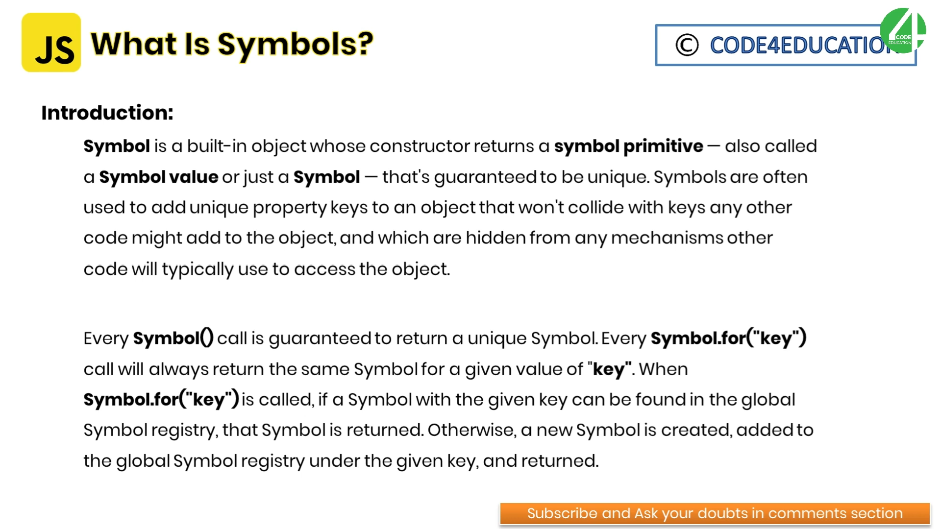 JS What Is Symbols?
© CODE4EDUCATION
4
CODE
EDUCATION
Introduction:
Symbol is a built-in object whose constructor returns a symbol primitive — also called
a Symbol value or just a Symbol — that's guaranteed to be unique. Symbols are often
used to add unique property keys to an object that won't collide with keys any other
code might add to the object, and which are hidden from any mechanisms other
code will typically use to access the object.
Every Symbol() call is guaranteed to return a unique Symbol. Every Symbol.for("key")
call will always return the same Symbol for a given value of "key". When
Symbol.for("key") is called, if a Symbol with the given key can be found in the global
Symbol registry, that Symbol is returned. Otherwise, a new Symbol is created, added to
the global Symbol registry under the given key, and returned.
Subscribe and Ask your doubts in comments section